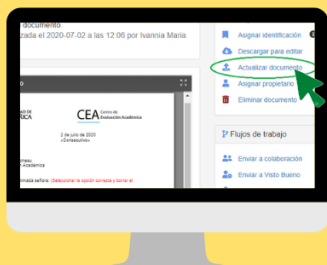 documento
zada el 2020-07-02 a las 12:06 por Ivannia Maria
Asignar identificación
Descargar para editar
Actualizar documento
Asignar propietario
Eliminar documento
Flujos de trabajo
Enviar a colaboración
Enviar a Visto Bueno
CEA Centro de
Evaluación Académica
2 de julio de 2020
«Consecutivo»
Académica
señora: (Seleccionar la opción correcta y borrar el